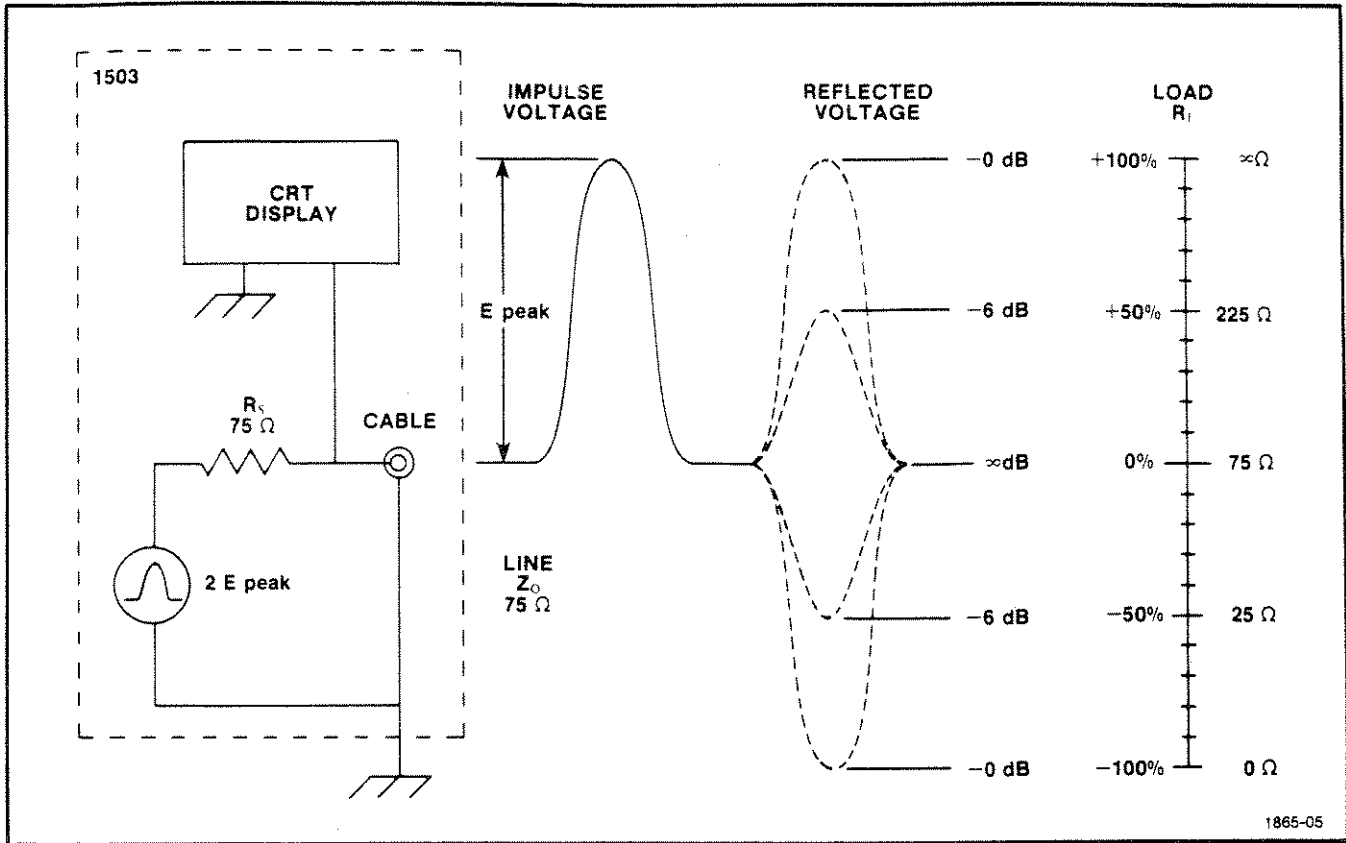 1503
CRT
DISPLAY
Rs
75 Ω
CABLE
2 E peak
IMPULSE
VOLTAGE
E peak
LINE
Zo
75 Ω
REFLECTED
VOLTAGE
−0 dB
−6 dB
∞dB
−6 dB
−0 dB
LOAD
RL
+100% ∞Ω
+50% 225 Ω
0% 75 Ω
−50% 25 Ω
−100% 0 Ω
1865-05